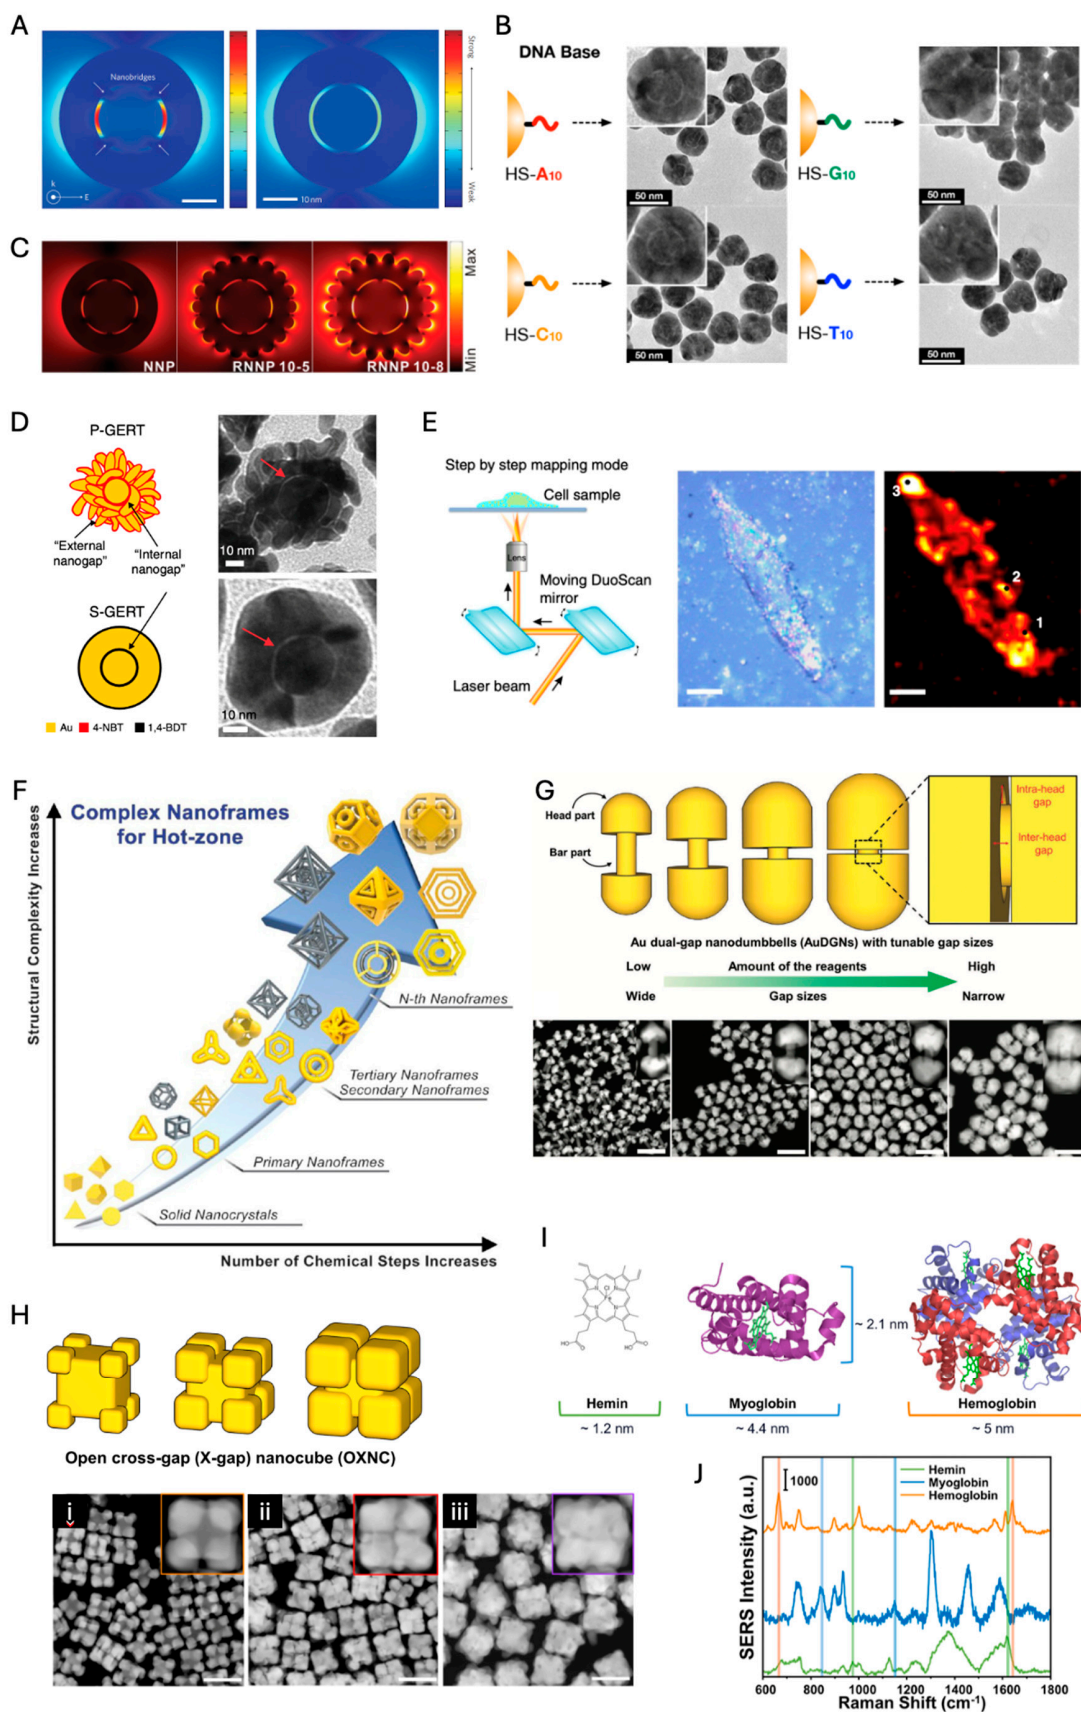 A
Nanobridges
k
E
10 nm
Strong
Weak
B
DNA Base
HS-A10
50 nm
HS-G10
50 nm
HS-C10
50 nm
HS-T10
50 nm
C
NNP
RNNP 10-5
RNNP 10-8
Max
Min
D
P-GERT
"External
nanogap"
"Internal
nanogap"
10 nm
S-GERT
10 nm
Au
4-NBT
1,4-BDT
E
Step by step mapping mode
Cell sample
Lens
Moving DuoScan
mirror
Laser beam
3
2
1
F
Complex Nanoframes
for Hot-zone
Structural Complexity Increases
N-th Nanoframes
Tertiary Nanoframes
Secondary Nanoframes
Primary Nanoframes
Solid Nanocrystals
Number of Chemical Steps Increases
G
Head part
Bar part
Intra-head
gap
Inter-head
gap
Au dual-gap nanodumbbells (AuDGNs) with tunable gap sizes
Low
Amount of the reagents
High
Wide
Gap sizes
Narrow
H
Open cross-gap (X-gap) nanocube (OXNC)
i
ii
iii
I
Cl
Fe
N
N
N
N
O
OH
HO
O
~ 2.1 nm
Hemin
Myoglobin
Hemoglobin
~ 1.2 nm
~ 4.4 nm
~ 5 nm
J
1000
Hemin
Myoglobin
Hemoglobin
SERS Intensity (a.u.)
600
800
1000
1200
1400
1600
1800
Raman Shift (cm-1)